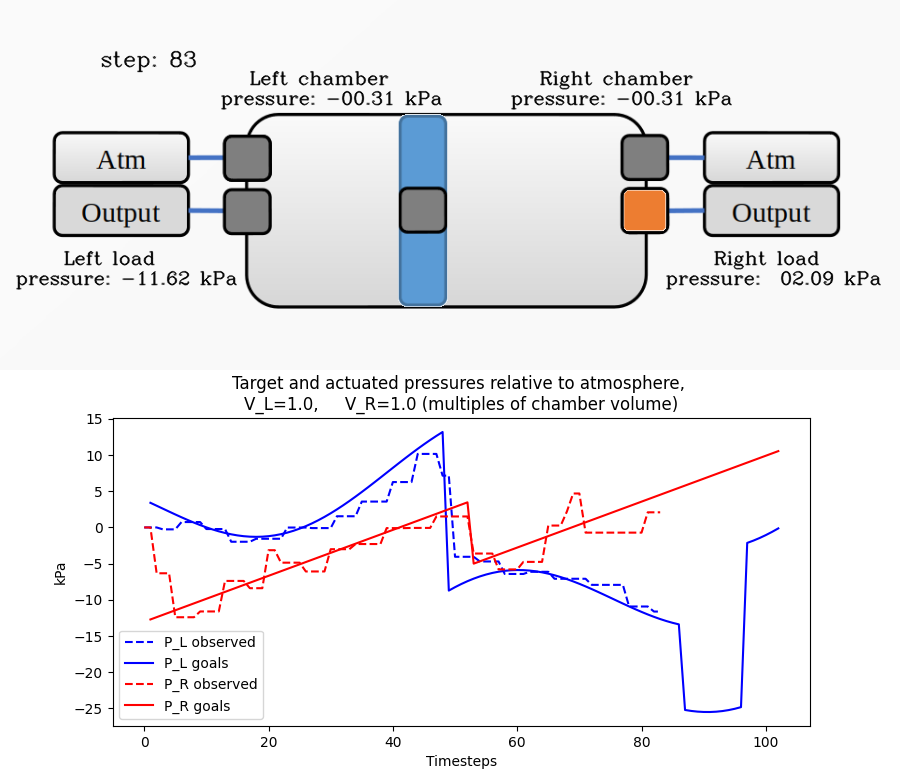 step: 83
Left chamber
pressure: −00.31 kPa
Right chamber
pressure: −00.31 kPa
Atm
Output
Atm
Output
Left load
pressure: −11.62 kPa
Right load
pressure:  02.09 kPa
Target and actuated pressures relative to atmosphere,
V_L=1.0,     V_R=1.0 (multiples of chamber volume)
15
10
5
0
−5
−10
−15
−20
−25
kPa
P_L observed
P_L goals
P_R observed
P_R goals
0 20 40 60 80 100
Timesteps